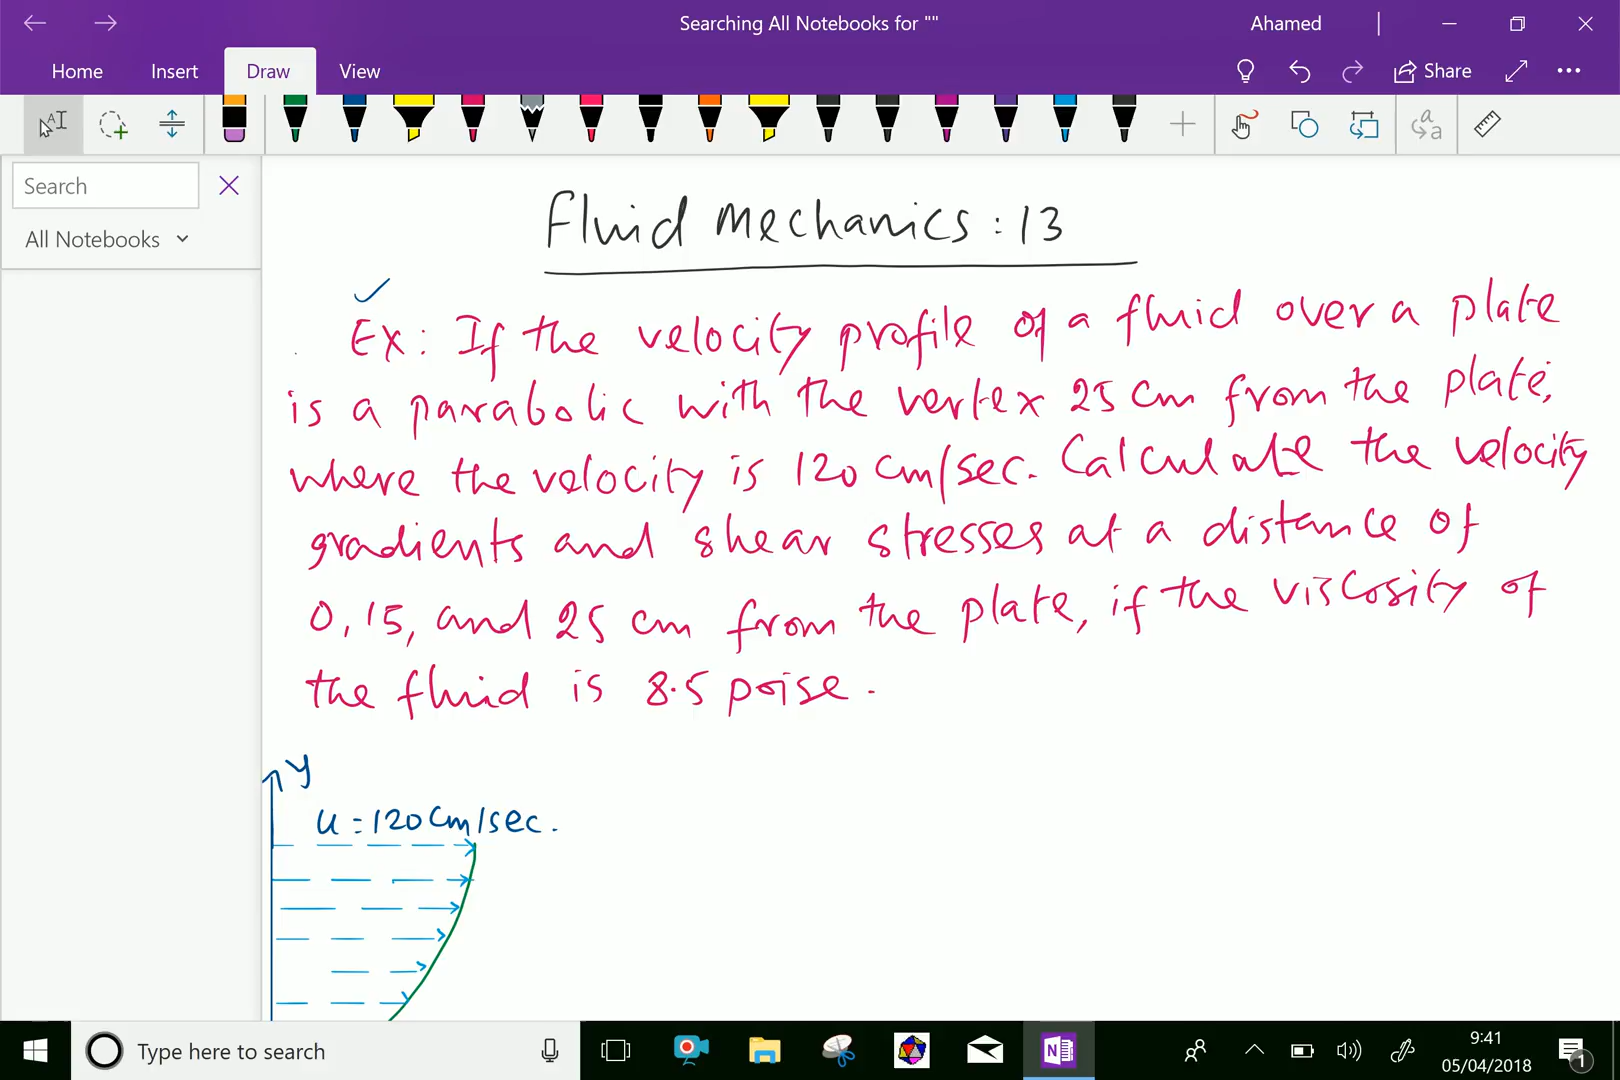 Searching All Notebooks for ""
Ahamed
Home
Insert
Draw
View
Share
Search
All Notebooks
Fluid Mechanics: 13
Ex: If the velocity profile of a fluid over a plate
is a parabolic with the vertex 25 cm from the plate,
where the velocity is 120 cm/sec. Calculate the velocity
gradients and shear stresses at a distance of
0, 15, and 25 cm from the plate, if the viscosity of
the fluid is 8.5 poise.
y
u = 120 cm/sec.
Type here to search
9:41
05/04/2018
1